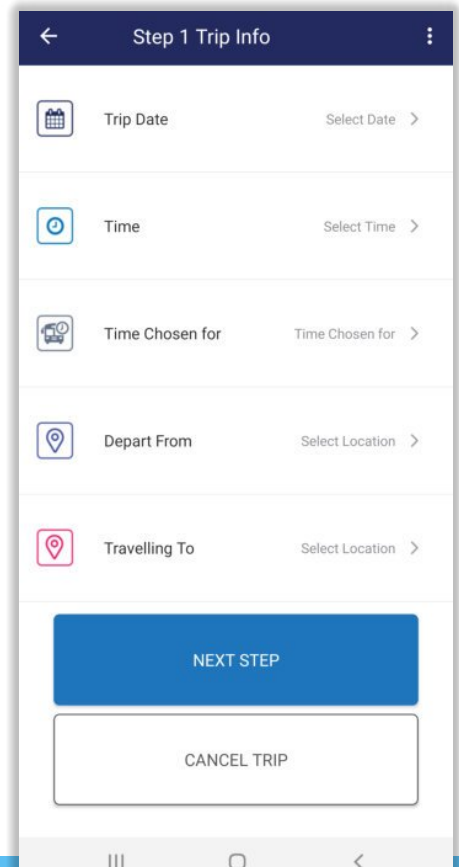 Step 1 Trip Info
Trip Date Select Date
Time Select Time
Time Chosen for Time Chosen for
Depart From Select Location
Travelling To Select Location
NEXT STEP
CANCEL TRIP